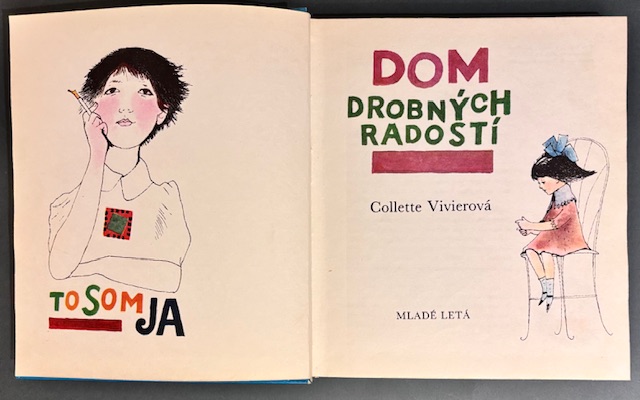 TO SOM JA
DOM
DROBNÝCH
RADOSTÍ
Collette Vivierová
MLADÉ LETÁ